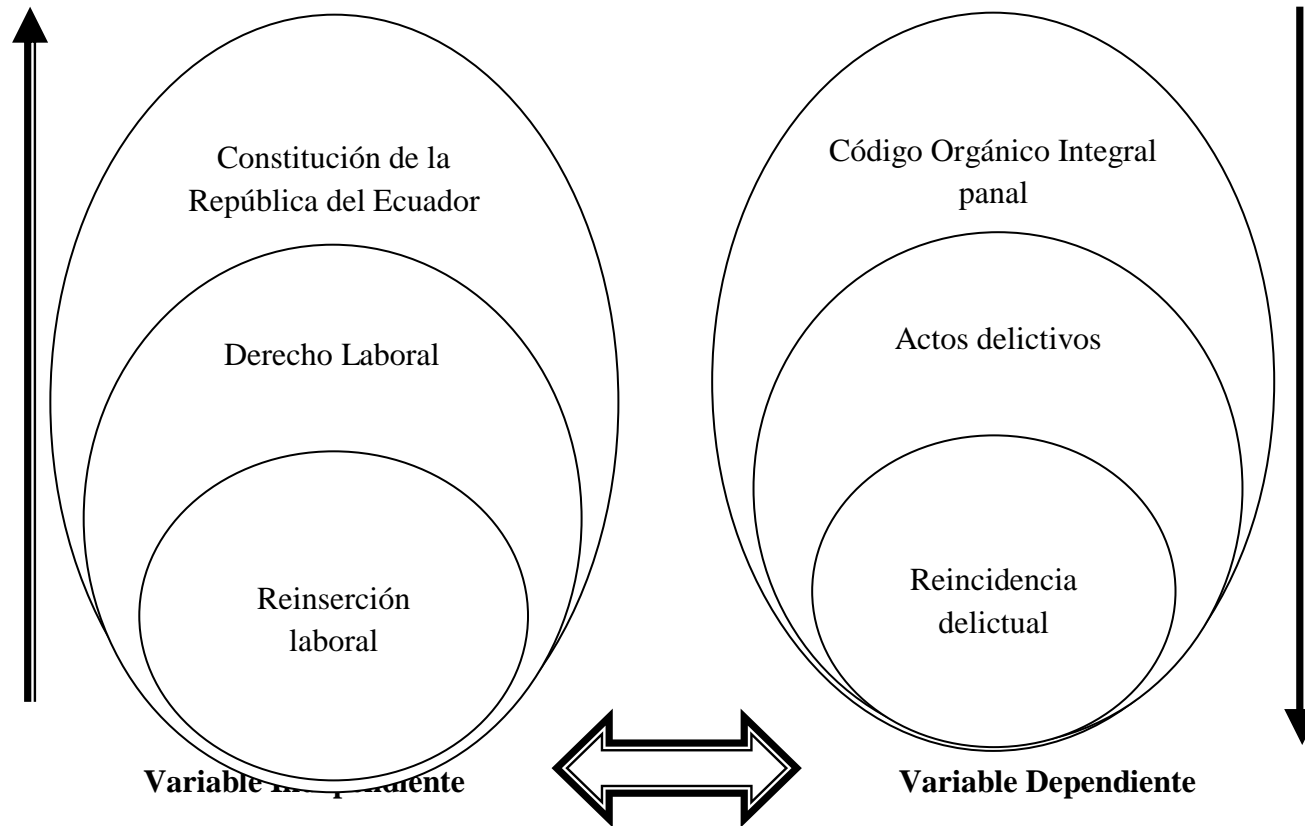 Constitución de la
República del Ecuador
Derecho Laboral
Reinserción
laboral
Variable Independiente
Código Orgánico Integral
panal
Actos delictivos
Reincidencia
delictual
Variable Dependiente